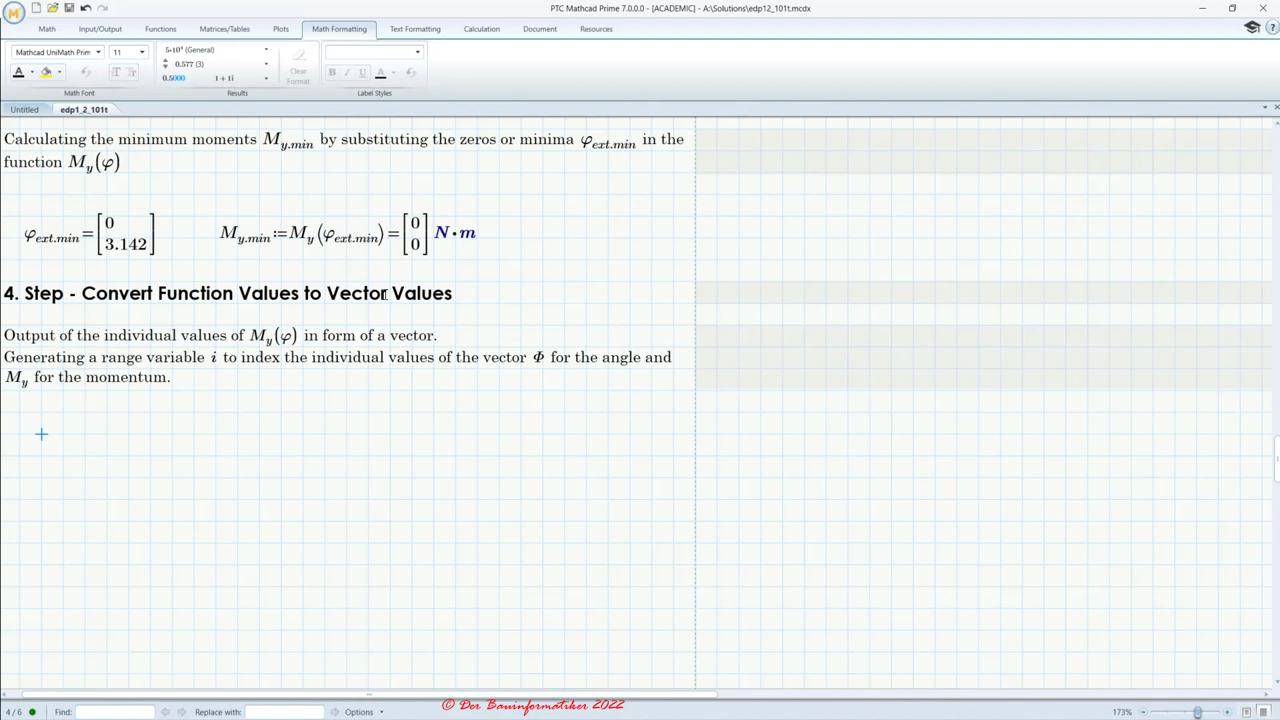 PTC Mathcad Prime 7.0.0.0 - [ACADEMIC] - A:\Solutions\edp12_101t.mcdx
Math Input/Output Functions Matrices/Tables Plots Math Formatting Text Formatting Calculation Document Resources
Mathcad UniMath Prim 11 5•10⁴ (General)
0.577 (3)
0.5000 1 + 1i
Clear
Format
B I U A
Math Font Results Label Styles
Untitled edp1_2_101t
Calculating the minimum moments M_y.min by substituting the zeros or minima φ_ext.min in the
function M_y(φ)
φ_ext.min = [0 3.142] M_y.min := M_y(φ_ext.min) = [0 0] N•m
4. Step - Convert Function Values to Vector Values
Output of the individual values of M_y(φ) in form of a vector.
Generating a range variable i to index the individual values of the vector Φ for the angle and
M_y for the momentum.
© Der Bauinformatiker 2022
4 / 6 Find: Replace with: Options 173%